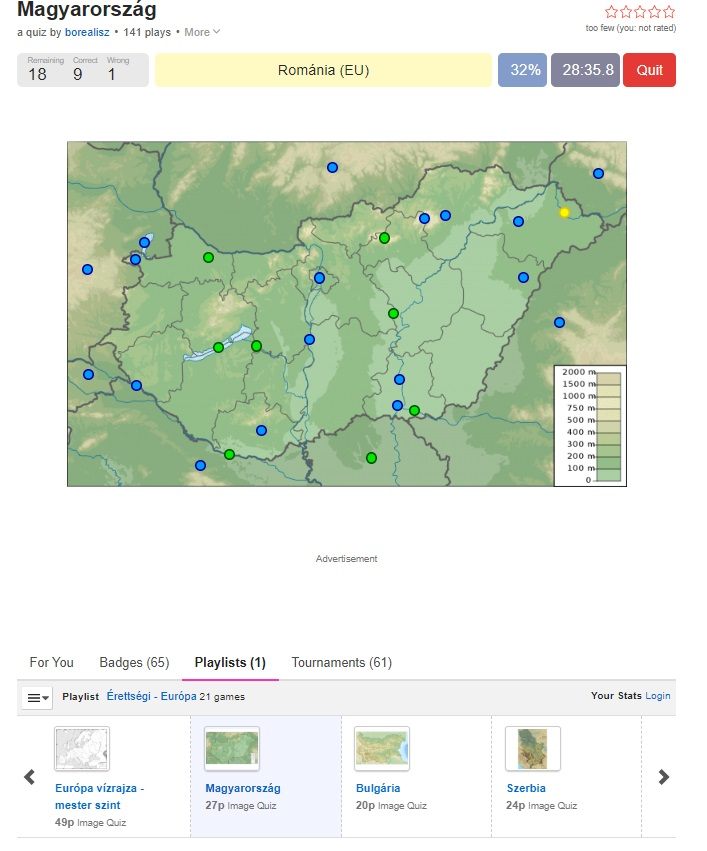 Magyarország
a quiz by borealisz • 141 plays • More
too few (you: not rated)
Remaining Correct Wrong
18 9 1
Románia (EU)
32%
28:35.8
Quit
2000 m
1500 m
1000 m
750 m
500 m
400 m
300 m
200 m
100 m
0
Advertisement
For You Badges (65) Playlists (1) Tournaments (61)
Playlist Érettségi - Európa 21 games
Your Stats Login
Európa vízrajza -
mester szint
49p Image Quiz
Magyarország
27p Image Quiz
Bulgária
20p Image Quiz
Szerbia
24p Image Quiz